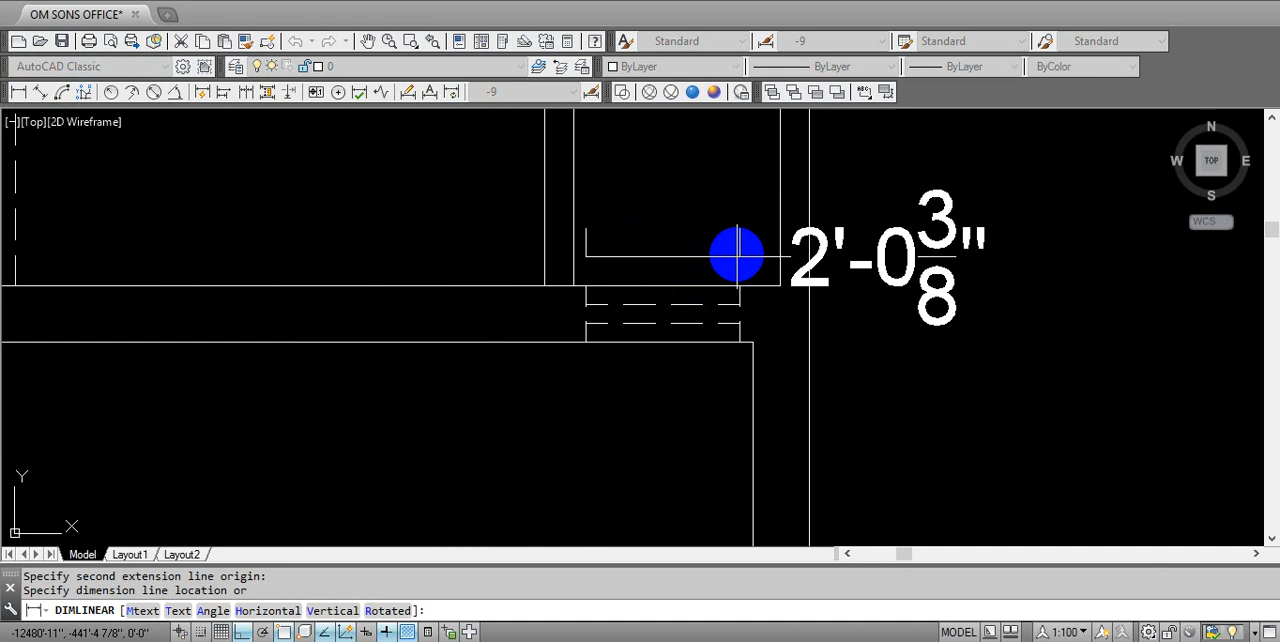 OM SONS OFFICE*
Standard -9 Standard Standard
AutoCAD Classic 0 ByLayer ByLayer ByLayer ByColor
-9
[−][Top][2D Wireframe]
N
W TOP E
S
WCS
2'-0 3/8"
Y
X
Model Layout1 Layout2
Specify second extension line origin:
Specify dimension line location or
DIMLINEAR [Mtext Text Angle Horizontal Vertical Rotated]:
-12480'-11", -441'-4 7/8", 0'-0" MODEL 1:100